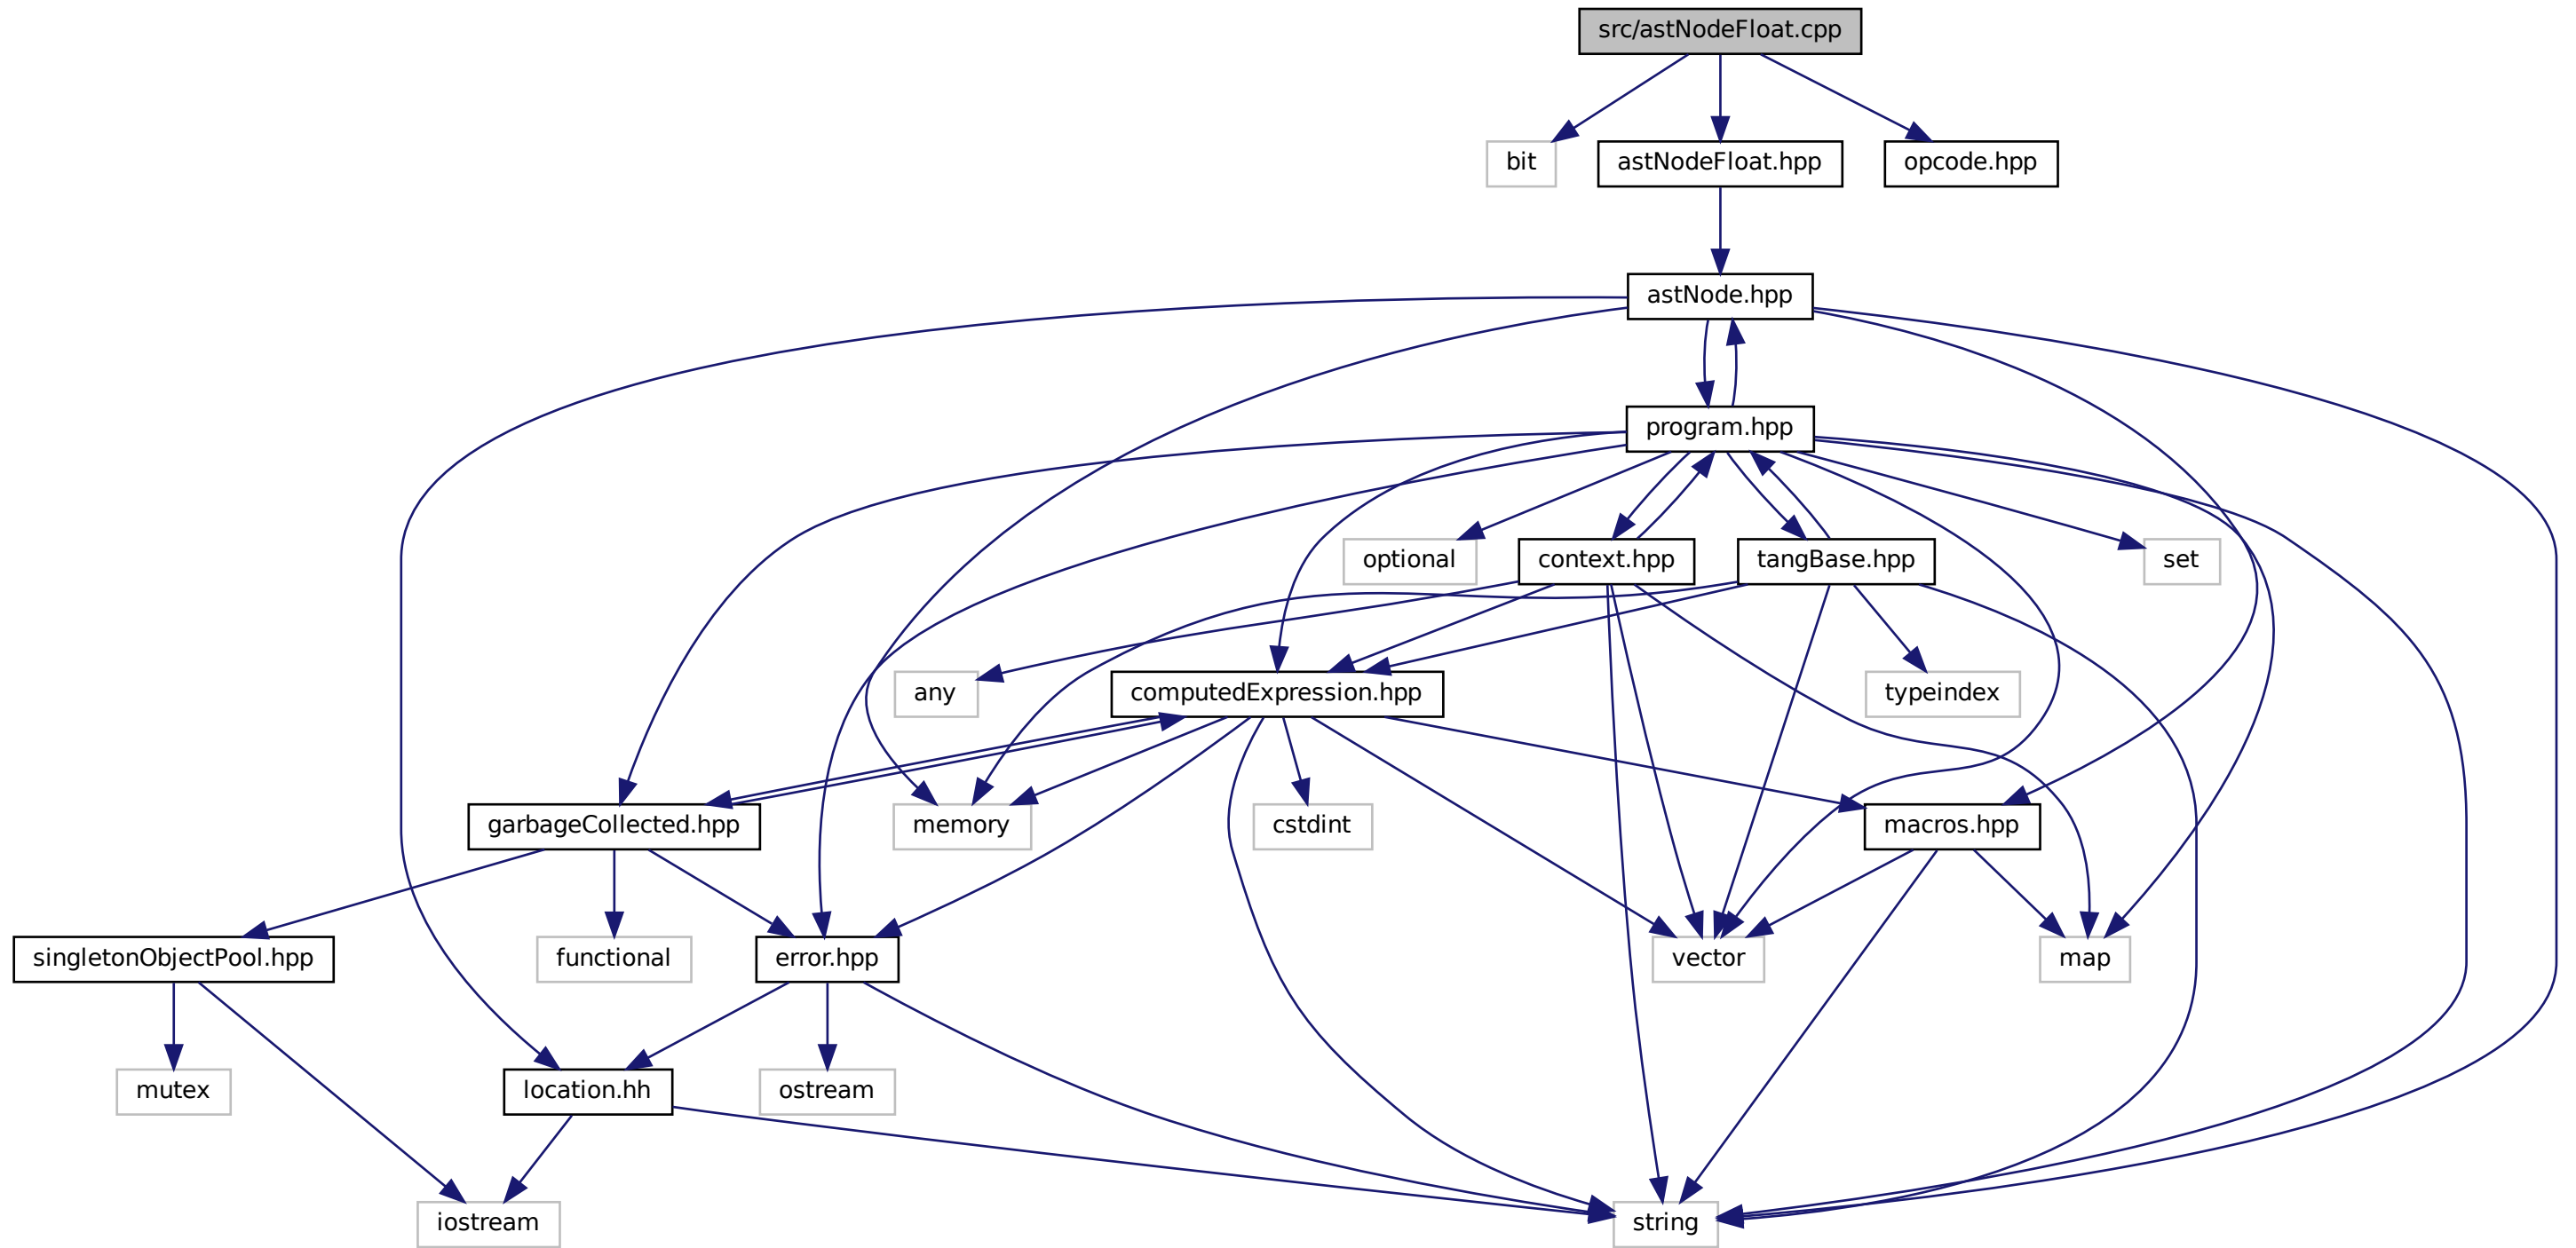 src/astNodeFloat.cpp
bit
astNodeFloat.hpp
opcode.hpp
astNode.hpp
program.hpp
optional
context.hpp
tangBase.hpp
set
any
computedExpression.hpp
typeindex
garbageCollected.hpp
memory
cstdint
macros.hpp
singletonObjectPool.hpp
functional
error.hpp
vector
map
mutex
location.hh
ostream
iostream
string